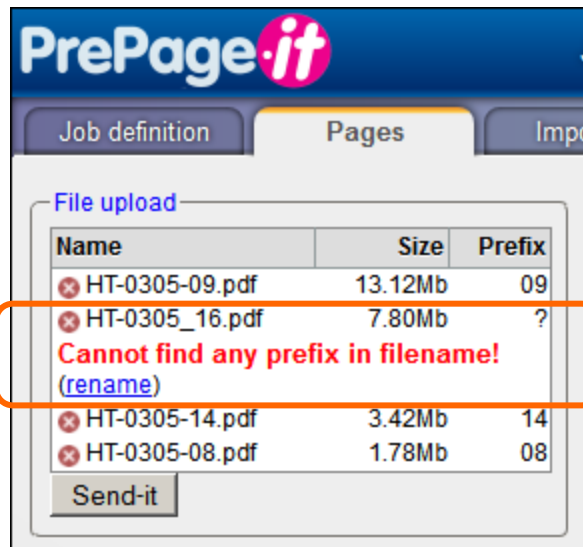 PrePage-it
Job definition Pages Impo
File upload
Name Size Prefix
HT-0305-09.pdf 13.12Mb 09
HT-0305_16.pdf 7.80Mb ?
Cannot find any prefix in filename!
(rename)
HT-0305-14.pdf 3.42Mb 14
HT-0305-08.pdf 1.78Mb 08
Send-it